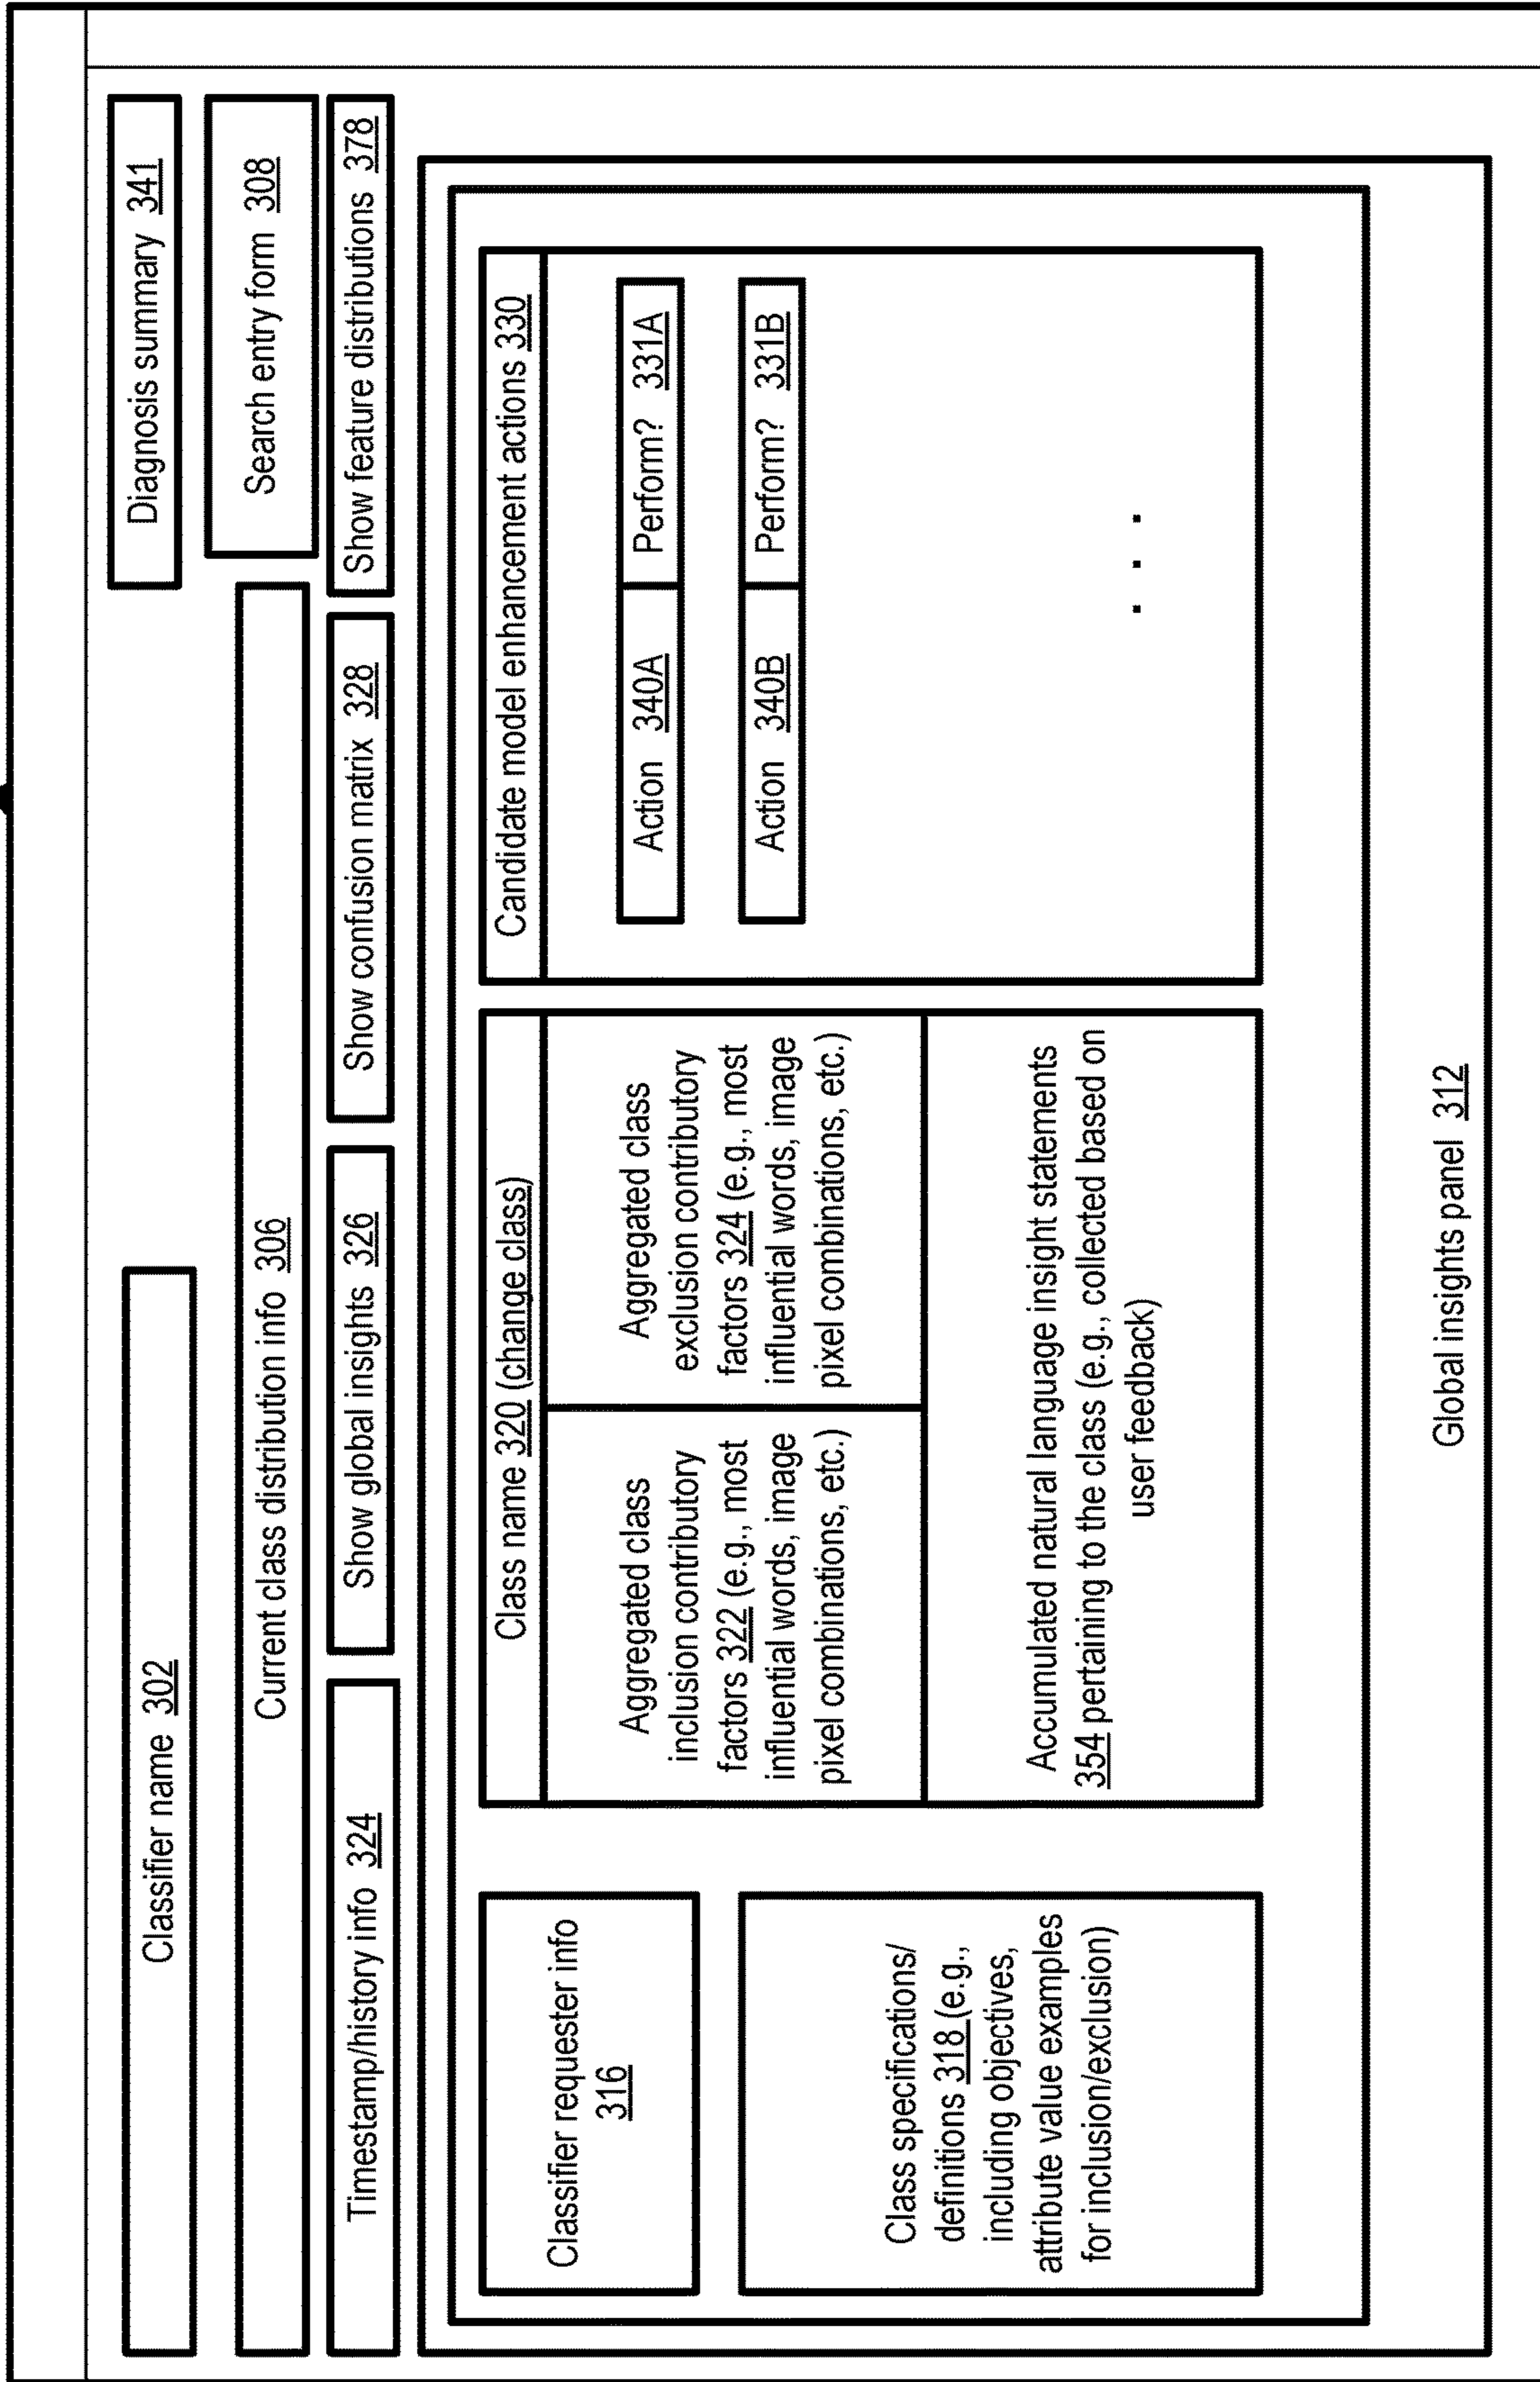 Classifier name 302
Diagnosis summary 341
Current class distribution info 306
Search entry form 308
Timestamp/history info 324
Show global insights 326
Show confusion matrix 328
Show feature distributions 378
Classifier requester info
316
Class specifications/
definitions 318 (e.g.,
including objectives,
attribute value examples
for inclusion/exclusion)
Class name 320 (change class)
Aggregated class
inclusion contributory
factors 322 (e.g., most
influential words, image
pixel combinations, etc.)
Aggregated class
exclusion contributory
factors 324 (e.g., most
influential words, image
pixel combinations, etc.)
Accumulated natural language insight statements
354 pertaining to the class (e.g., collected based on
user feedback)
Candidate model enhancement actions 330
Action 340A
Perform? 331A
Action 340B
Perform? 331B
. . .
Global insights panel 312